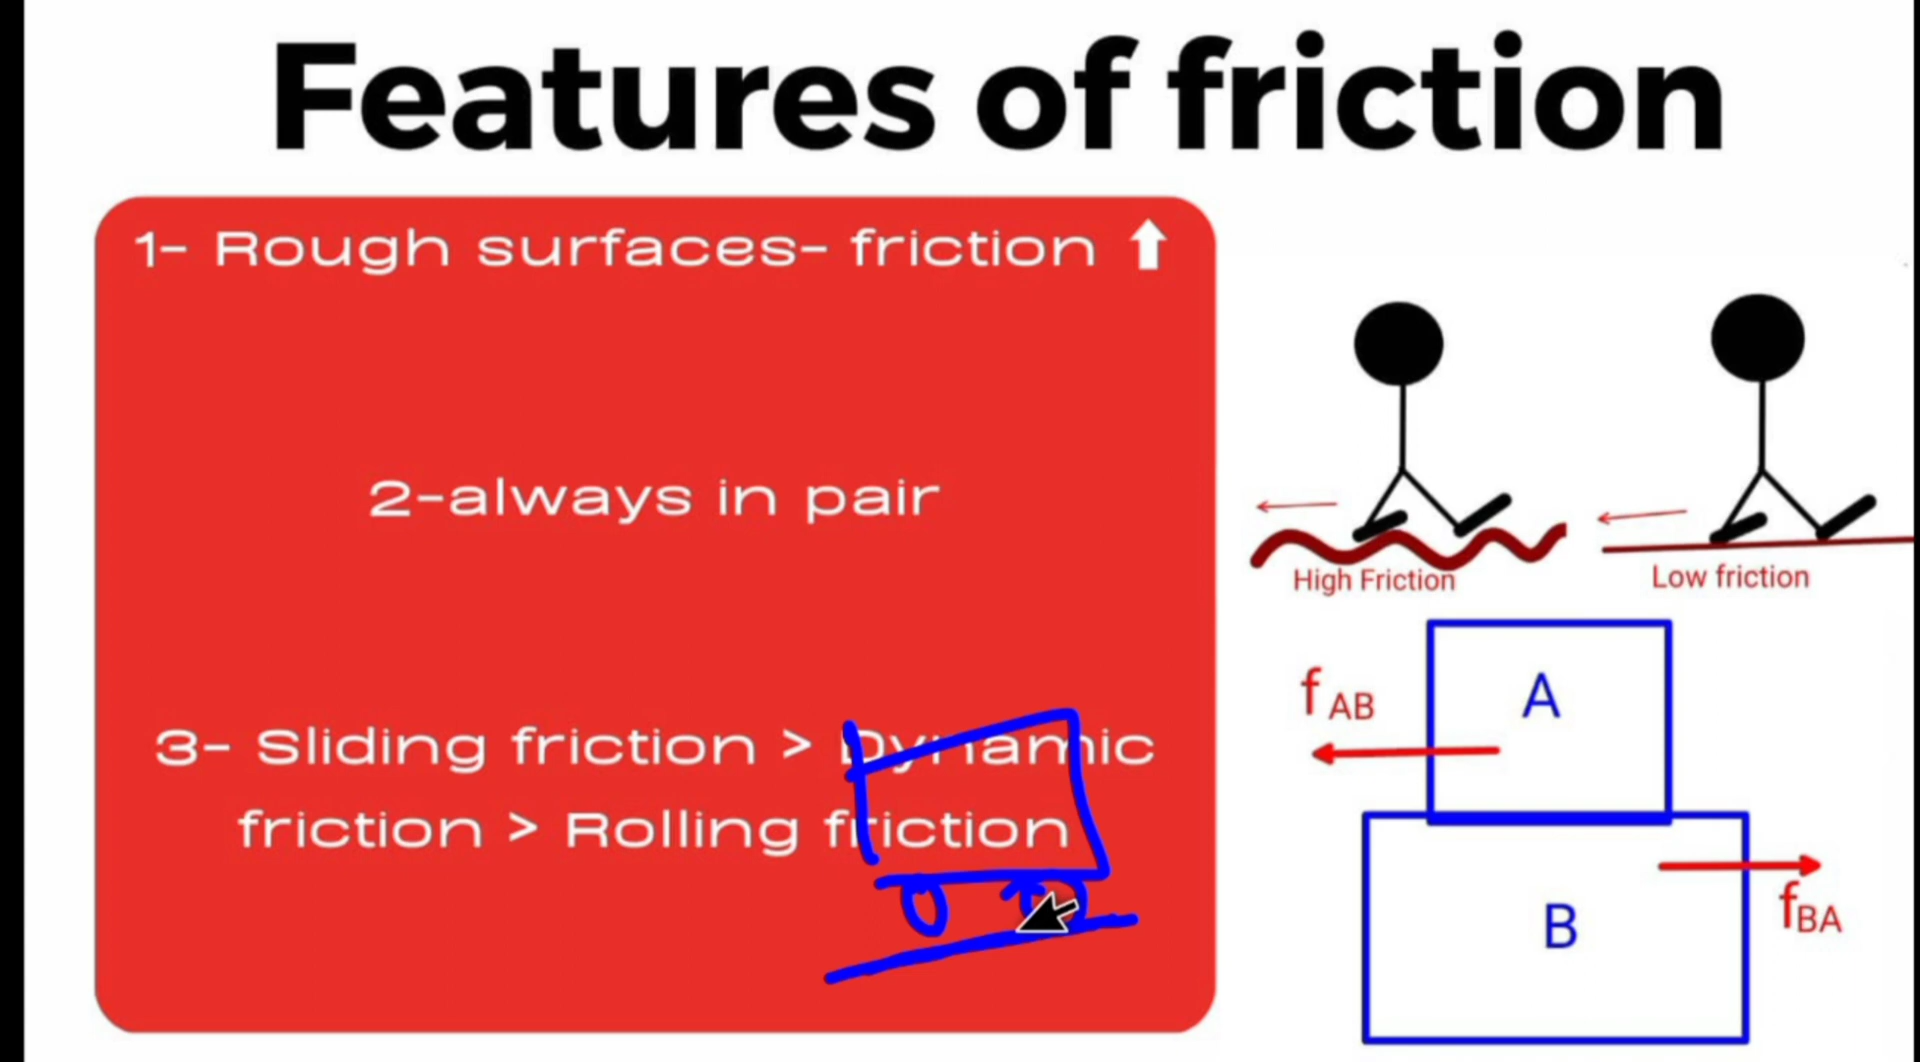 Features of friction
1- Rough surfaces- friction ⬆
2-always in pair
3- Sliding friction > Dynamic
friction > Rolling friction
High Friction
Low friction
f AB
A
B
fBA